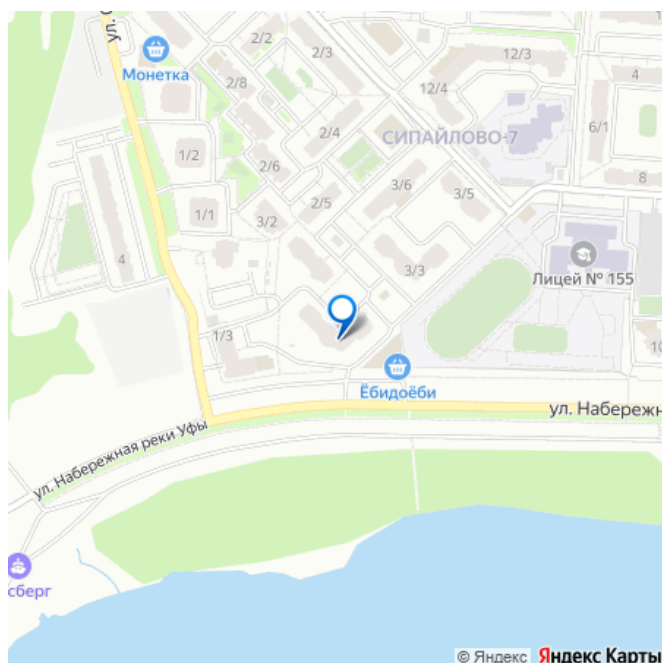 ул. С
2/2
2/3
12/3
Монетка
2/8
12/4
4
2/4
СИПАЙЛОВО-7
6/1
1/2
2/6
3/6
3/5
8
1/1
3/2
2/5
4
3/3
Лицей № 155
1/3
10
Ёбидоёби
ул. Набережн
ул. Набережная реки Уфы
сберг
© Яндекс Яндекс Карты